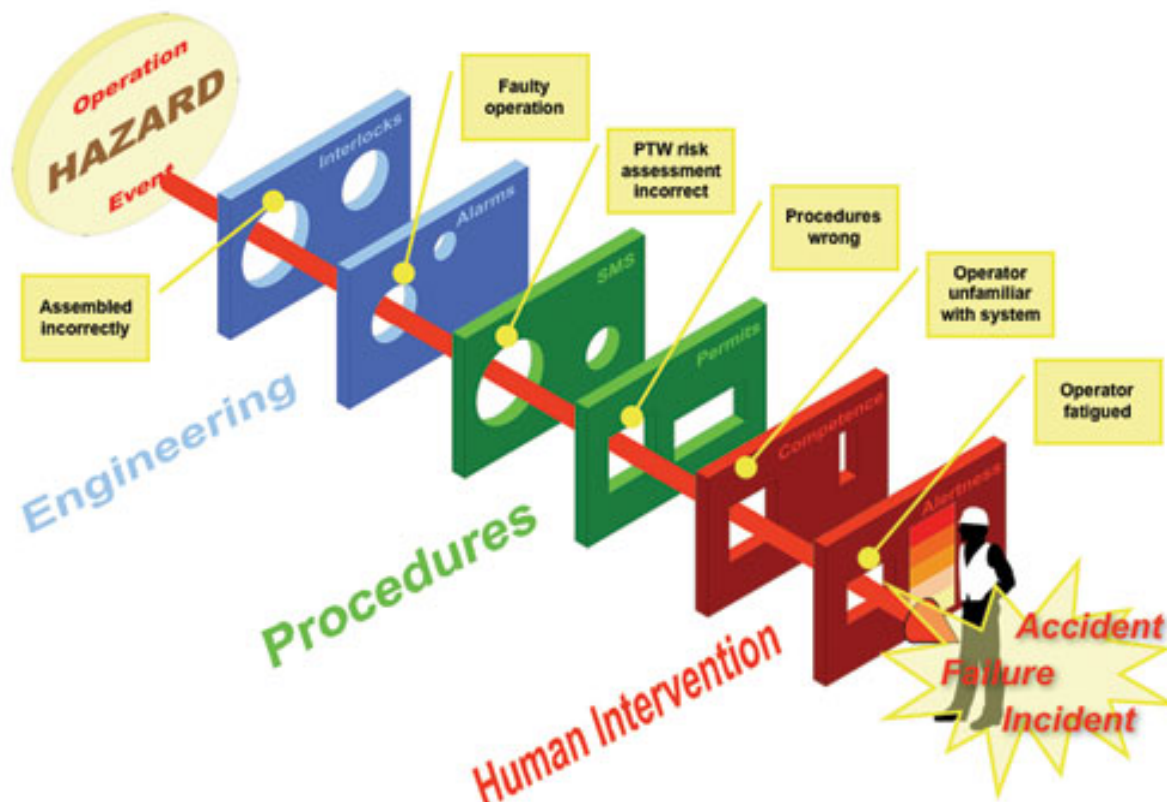 Operation
HAZARD
Event
Interlocks
Alarms
SMS
Permits
Competence
Alertness
Assembled
incorrectly
Faulty
operation
PTW risk
assessment
incorrect
Procedures
wrong
Operator
unfamiliar
with system
Operator
fatigued
Engineering
Procedures
Human Intervention
Accident
Failure
Incident